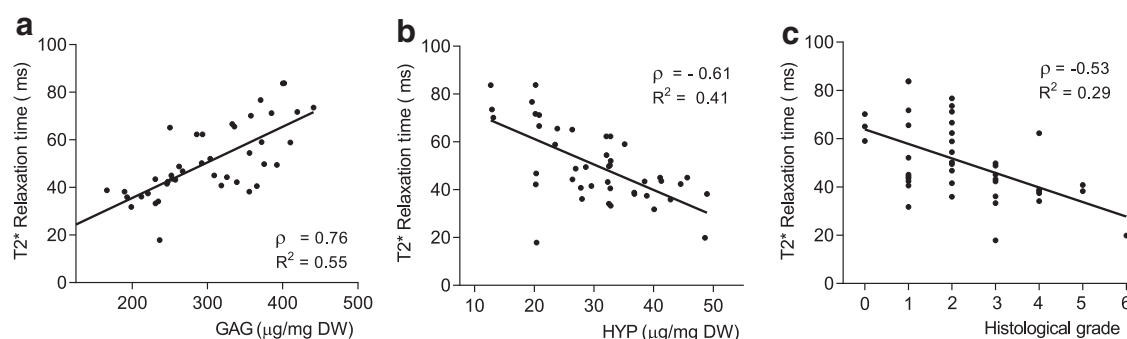 a
T2* Relaxation time ( ms)
100
80
60
40
20
0
200
300
400
500
GAG (μg/mg DW)
ρ = 0.76
R² = 0.55
b
T2* Relaxation time ( ms)
100
80
60
40
20
0
10
20
30
40
50
HYP (μg/mg DW)
ρ = - 0.61
R² = 0.41
c
T2* Relaxation time ( ms)
100
80
60
40
20
0
0
1
2
3
4
5
6
Histological grade
ρ = -0.53
R² = 0.29